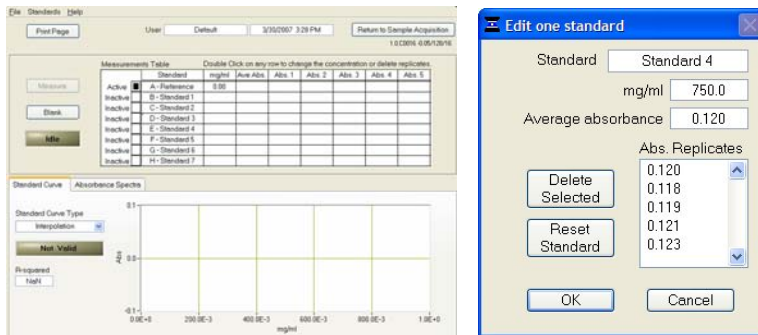 File Standards Help
Print Page User Default 3/30/2007 3:28 PM Return to Sample Acquisition
Measurements Table Double Click on any row to change the concentration or delete replicates.
Standard mg/ml Ave Abs. Abs. 1 Abs. 2 Abs. 3 Abs. 4 Abs. 5
Measure Active A - Reference 0.00
Inactive B - Standard 1
Inactive C - Standard 2
Blank Inactive D - Standard 3
Inactive E - Standard 4
Idle Inactive F - Standard 5
Inactive G - Standard 6
Inactive H - Standard 7
Standard Curve Absorbance Spectra
Standard Curve Type
Interpolation
Not Valid
R-squared
NaN
0.1
Abs
0.0
-0.1
0.0E+0 200.0E-3 400.0E-3 600.0E-3 800.0E-3 1.0E+0
mg/ml
Edit one standard
Standard Standard 4
mg/ml 750.0
Average absorbance 0.120
Abs. Replicates
0.120
0.118
0.119
0.121
0.123
Delete
Selected
Reset
Standard
OK Cancel